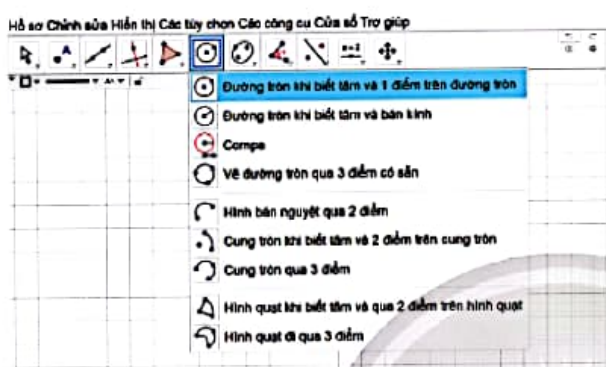 Hồ sơ Chỉnh sửa Hiển thị Các tùy chọn Các công cụ Cửa sổ Trợ giúp
Đường tròn khi biết tâm và 1 điểm trên đường tròn
Đường tròn khi biết tâm và bán kính
Compa
Vẽ đường tròn qua 3 điểm có sẵn
Hình bán nguyệt qua 2 điểm
Cung tròn khi biết tâm và 2 điểm trên cung tròn
Cung tròn qua 3 điểm
Hình quạt khi biết tâm và qua 2 điểm trên hình quạt
Hình quạt đi qua 3 điểm